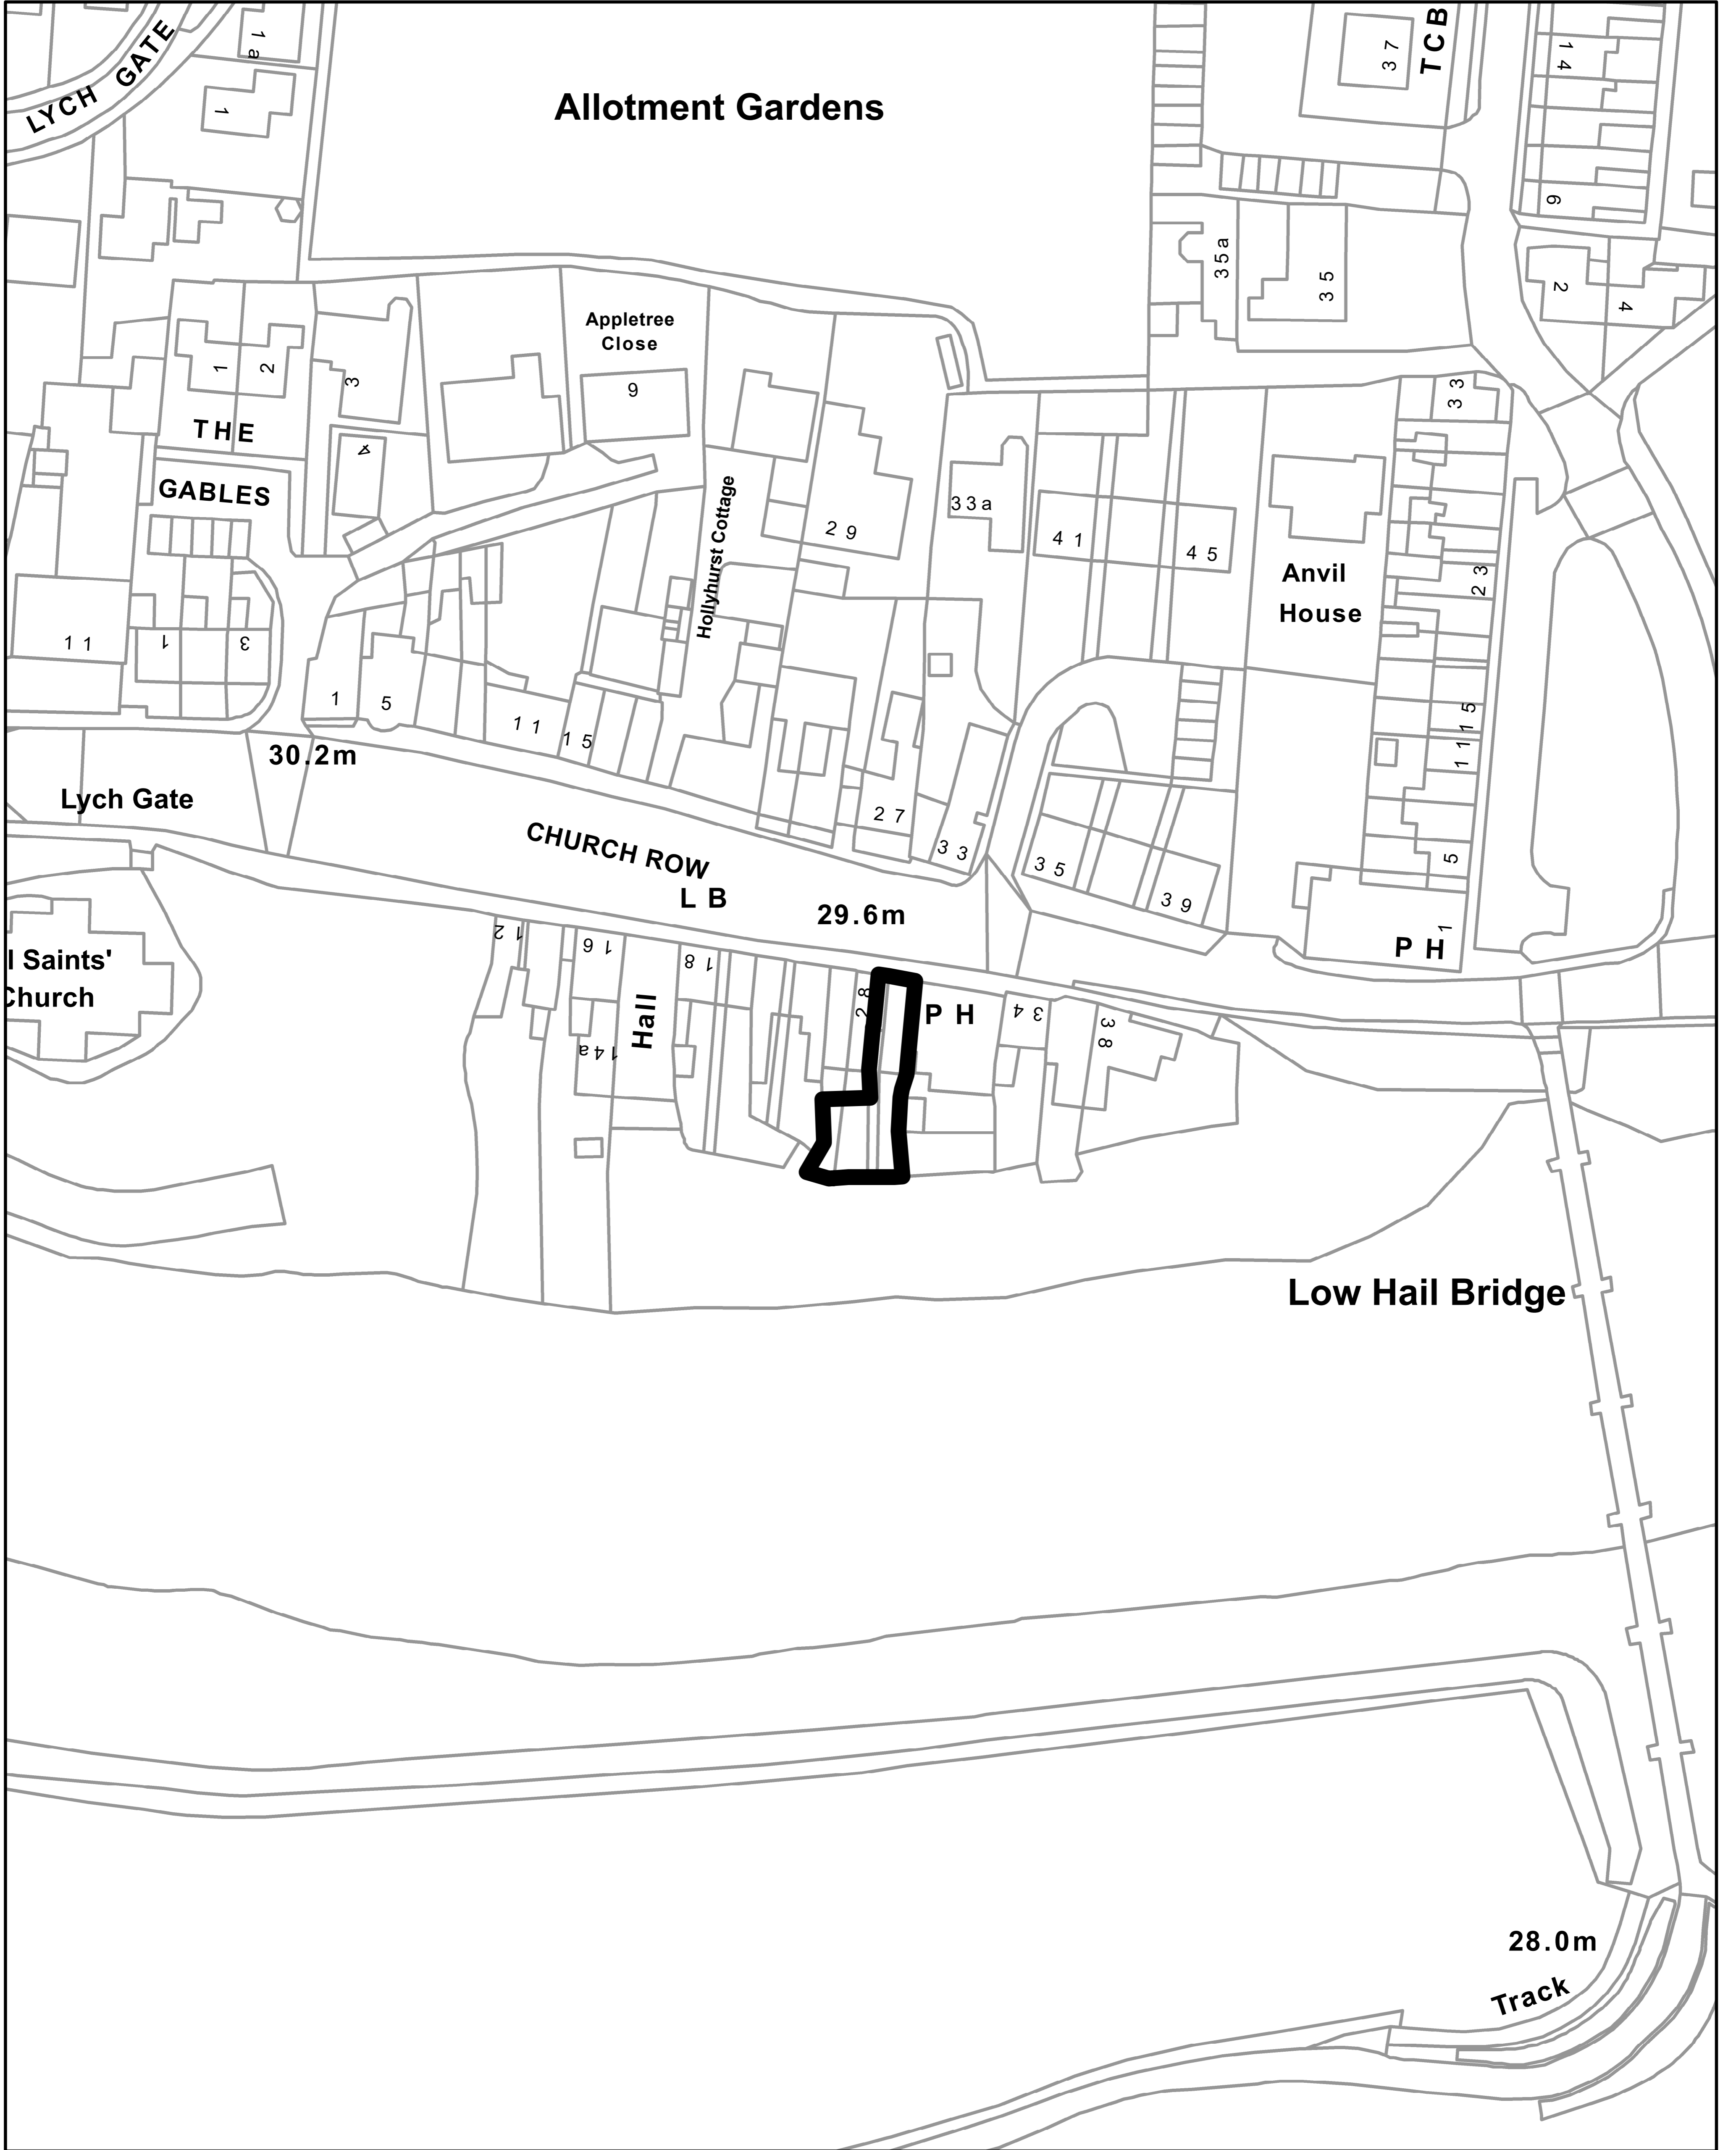 LYCH GATE
1a
1
Allotment Gardens
37
TCB
14
6
2
4
35a
35
Appletree
Close
9
1
2
3
4
THE
GABLES
Hollyhurst Cottage
29
33a
41
45
33
Anvil
House
23
11
1
3
1
5
11
15
27
33
35
39
15
11
5
1
PH
30.2m
Lych Gate
CHURCH ROW
LB
29.6m
12
16
18
Hall
14a
28
PH
34
38
l Saints'
Church
Low Hail Bridge
28.0m
Track